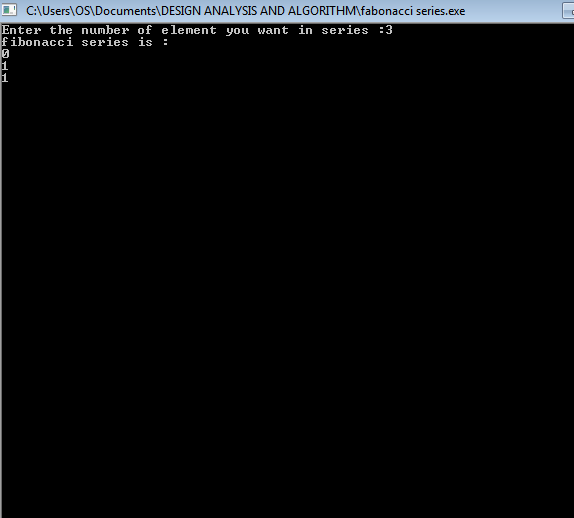 C:\Users\OS\Documents\DESIGN ANALYSIS AND ALGORITHM\fabonacci series.exe
Enter the number of element you want in series :3
fibonacci series is :
0
1
1